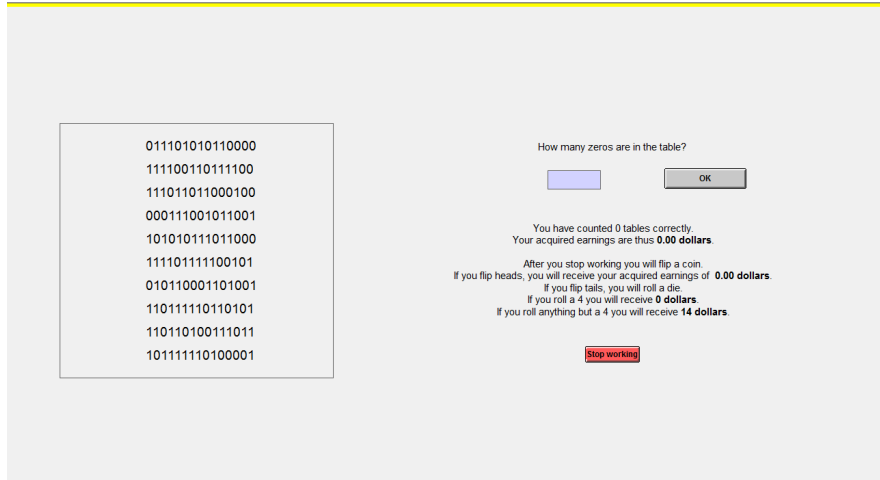 011101010110000
111100110111100
111011011000100
000111001011001
101010111011000
111101111100101
010110001101001
110111110110101
110110100111011
101111110100001
How many zeros are in the table?
OK
You have counted 0 tables correctly.
Your acquired earnings are thus 0.00 dollars.
After you stop working you will flip a coin.
If you flip heads, you will receive your acquired earnings of 0.00 dollars.
If you flip tails, you will roll a die.
If you roll a 4 you will receive 0 dollars.
If you roll anything but a 4 you will receive 14 dollars.
Stop working